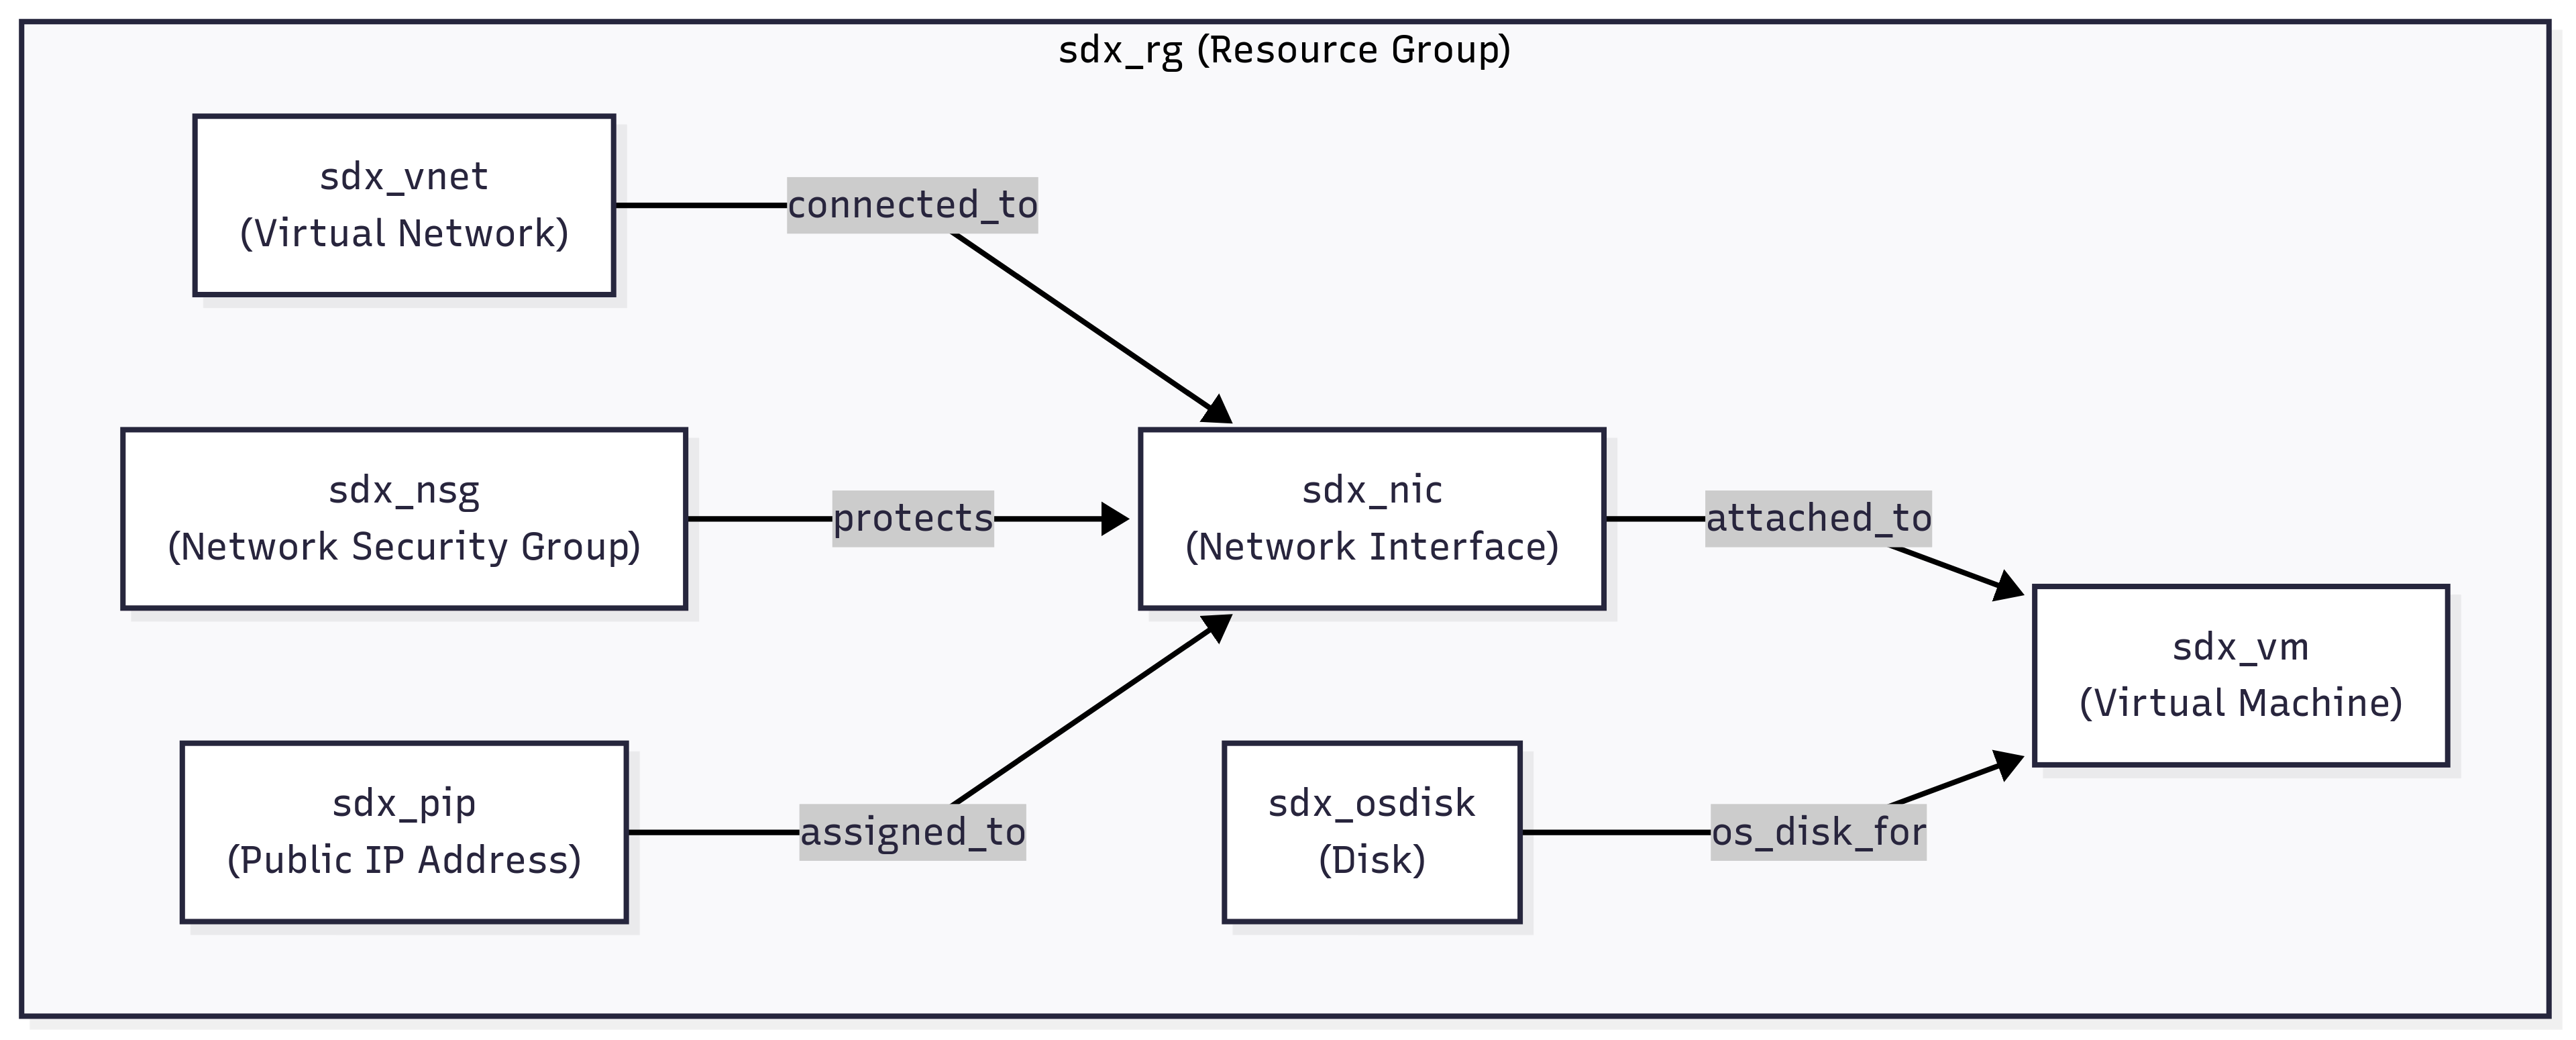 sdx_rg (Resource Group)
sdx_vnet
(Virtual Network)
connected_to
sdx_nsg
(Network Security Group)
protects
sdx_nic
(Network Interface)
attached_to
sdx_vm
(Virtual Machine)
sdx_pip
(Public IP Address)
assigned_to
sdx_osdisk
(Disk)
os_disk_for